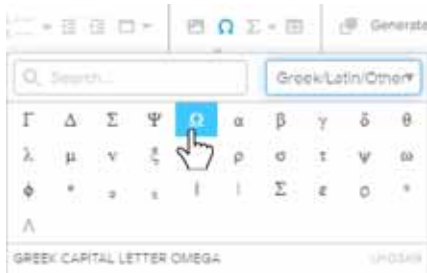 Ω Σ Generate
Search... Greek/Latin/Other
Γ Δ Σ Ψ Ω α β γ δ θ
λ μ ν ξ ρ σ τ ψ ω
φ Σ ε
Λ
GREEK CAPITAL LETTER OMEGA